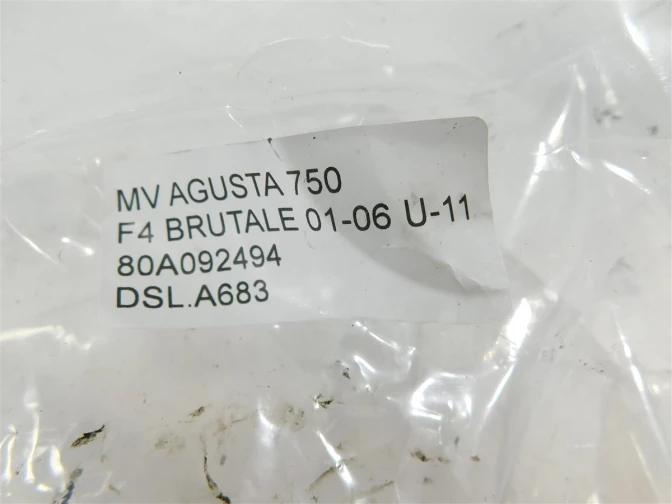 MV AGUSTA 750
F4 BRUTALE 01-06 U-11
80A092494
DSL.A683